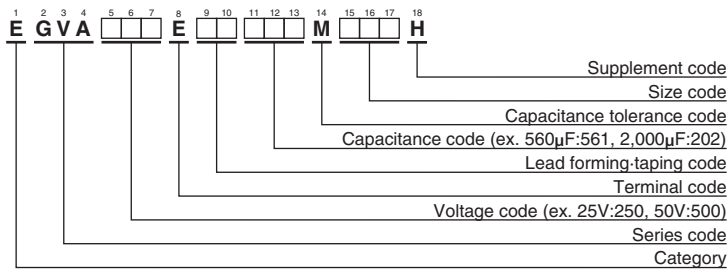 1 2 3 4 5 6 7 8 9 10 11 12 13 14 15 16 17 18
E G V A E M H
Supplement code
Size code
Capacitance tolerance code
Capacitance code (ex. 560µF:561, 2,000µF:202)
Lead forming·taping code
Terminal code
Voltage code (ex. 25V:250, 50V:500)
Series code
Category